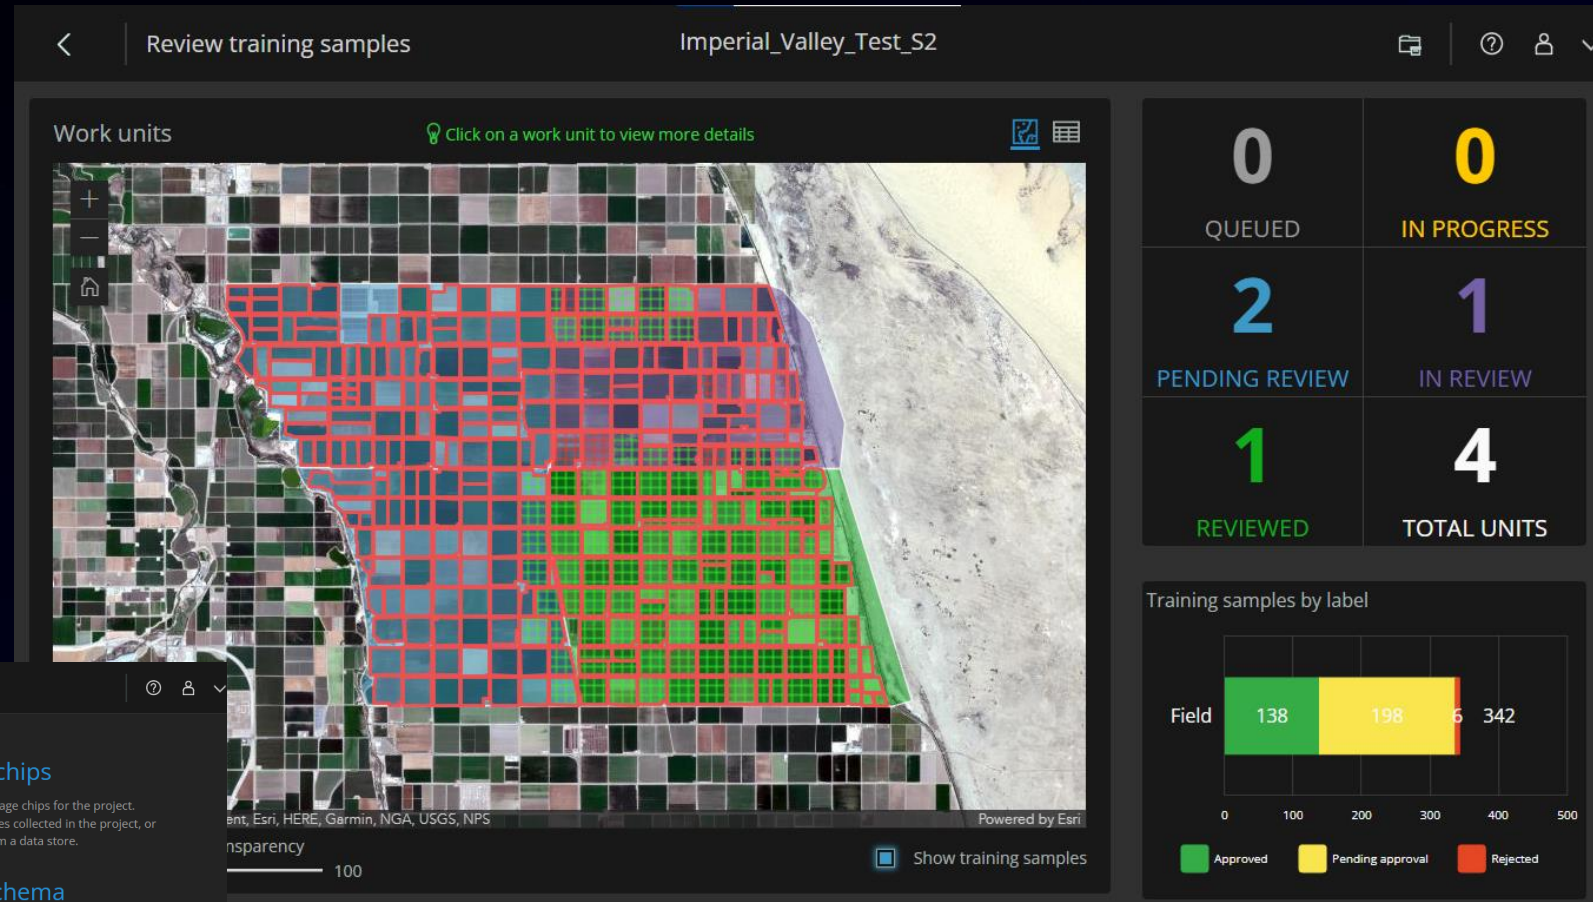 Review training samples
Imperial_Valley_Test_S2
Work units
Click on a work unit to view more details
0
QUEUED
0
IN PROGRESS
2
PENDING REVIEW
1
IN REVIEW
1
REVIEWED
4
TOTAL UNITS
ent, Esri, HERE, Garmin, NGA, USGS, NPS
Powered by Esri
nsparency
100
Show training samples
Training samples by label
Field
138
198
6
342
0
100
200
300
400
500
Approved
Pending approval
Rejected
chips
age chips for the project.
es collected in the project, or
m a data store.
chema